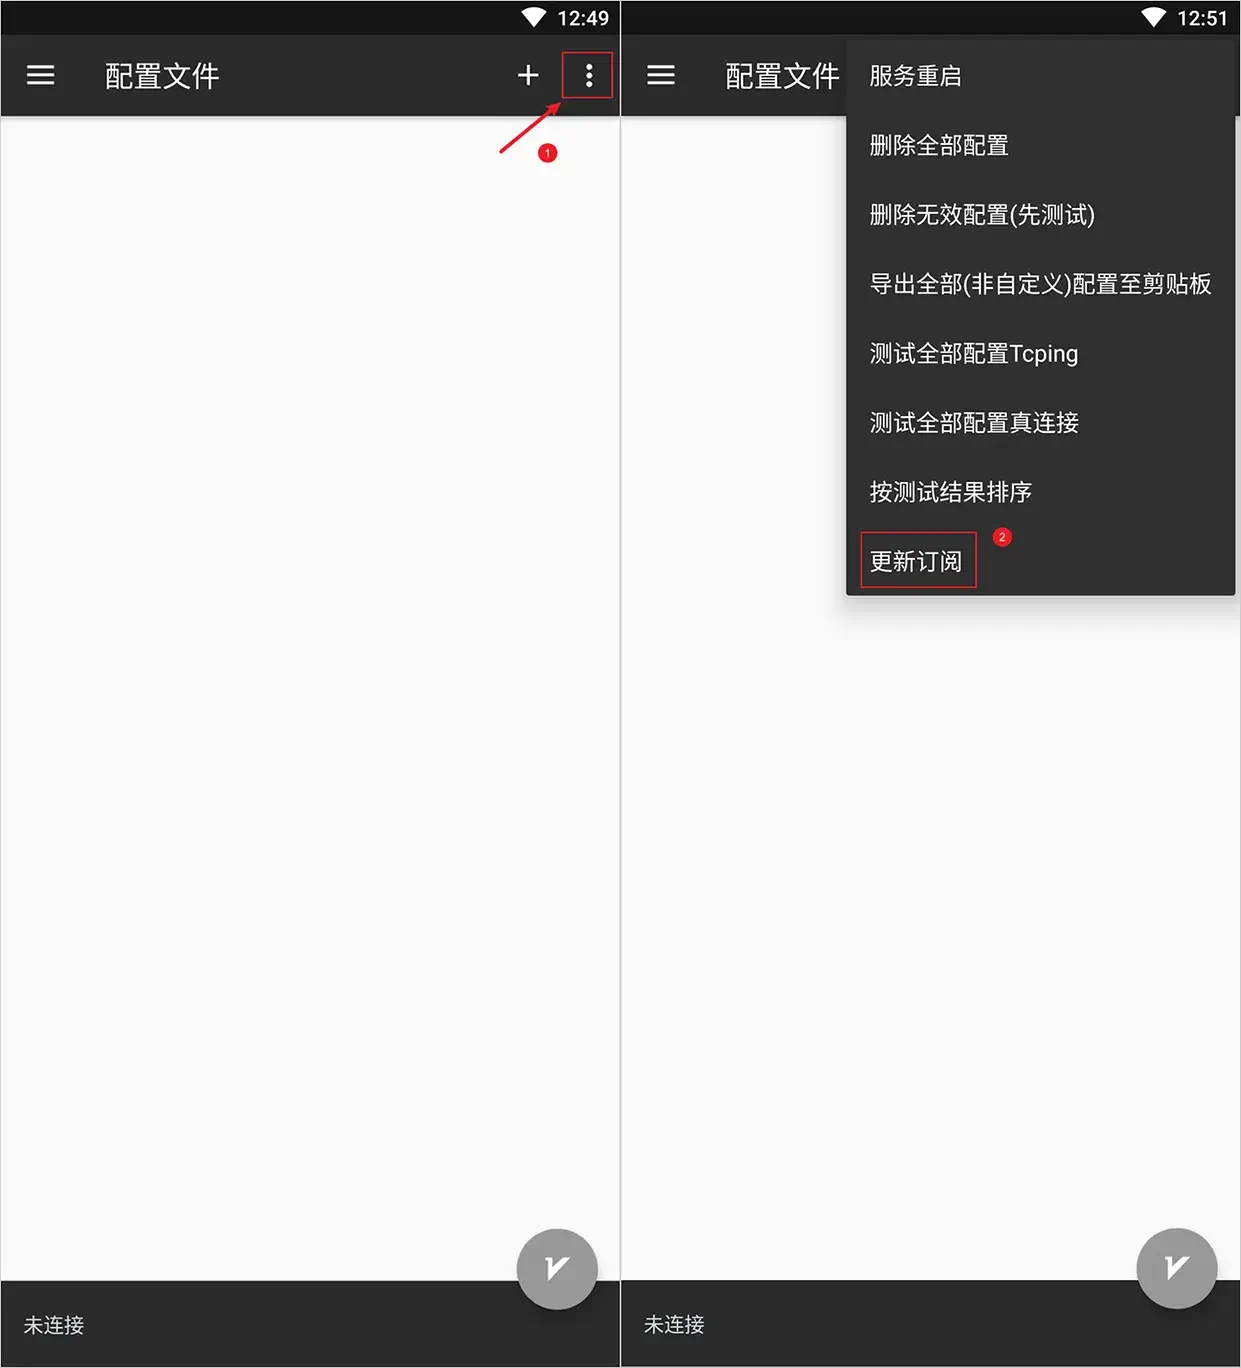 12:49
配置文件
1
未连接
12:51
配置文件
服务重启
删除全部配置
删除无效配置(先测试)
导出全部(非自定义)配置至剪贴板
测试全部配置Tcping
测试全部配置真连接
按测试结果排序
更新订阅
2
未连接